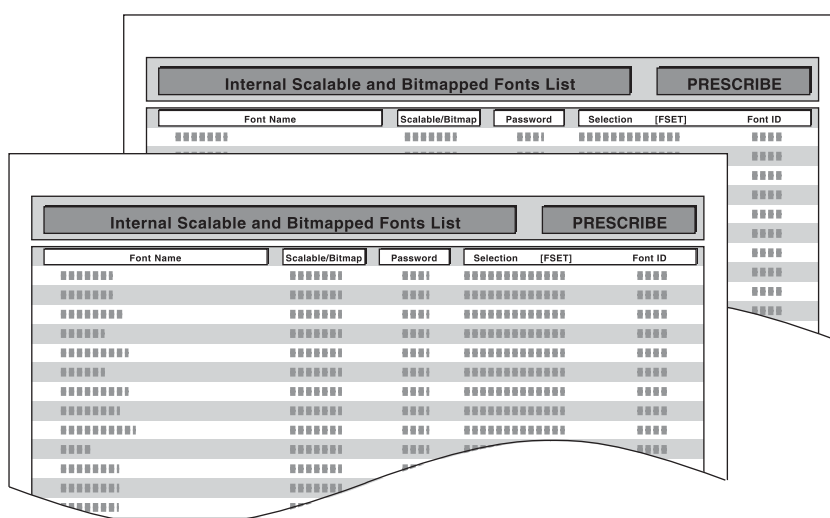 Internal Scalable and Bitmapped Fonts List PRESCRIBE
Font Name Scalable/Bitmap Password Selection [FSET] Font ID
Internal Scalable and Bitmapped Fonts List PRESCRIBE
Font Name Scalable/Bitmap Password Selection [FSET] Font ID